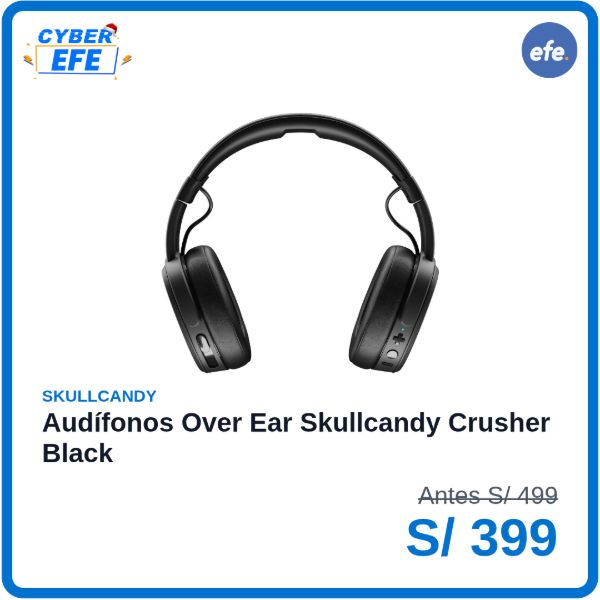 CYBER
EFE
efe.
SKULLCANDY
Audífonos Over Ear Skullcandy Crusher
Black
Antes S/ 499
S/ 399